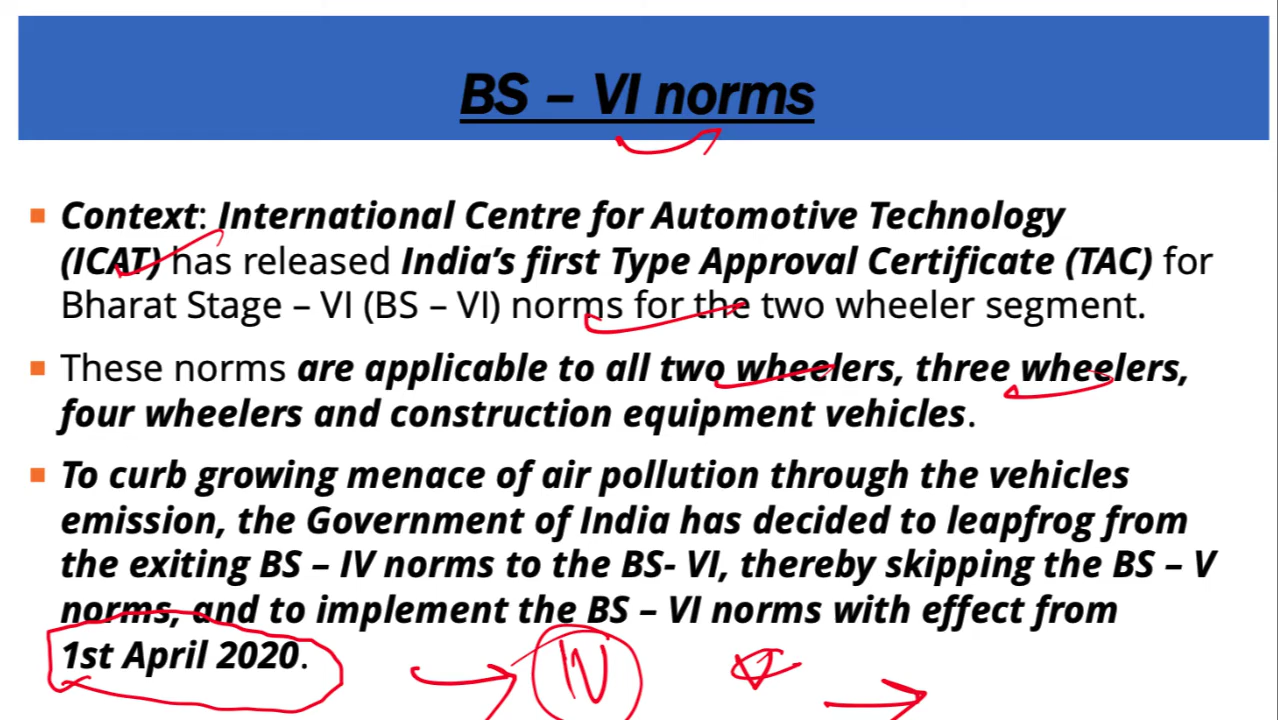 BS – VI norms
Context: International Centre for Automotive Technology
(ICAT) has released India’s first Type Approval Certificate (TAC) for
Bharat Stage – VI (BS – VI) norms for the two wheeler segment.
These norms are applicable to all two wheelers, three wheelers,
four wheelers and construction equipment vehicles.
To curb growing menace of air pollution through the vehicles
emission, the Government of India has decided to leapfrog from
the exiting BS – IV norms to the BS- VI, thereby skipping the BS – V
norms, and to implement the BS – VI norms with effect from
1st April 2020.
IV